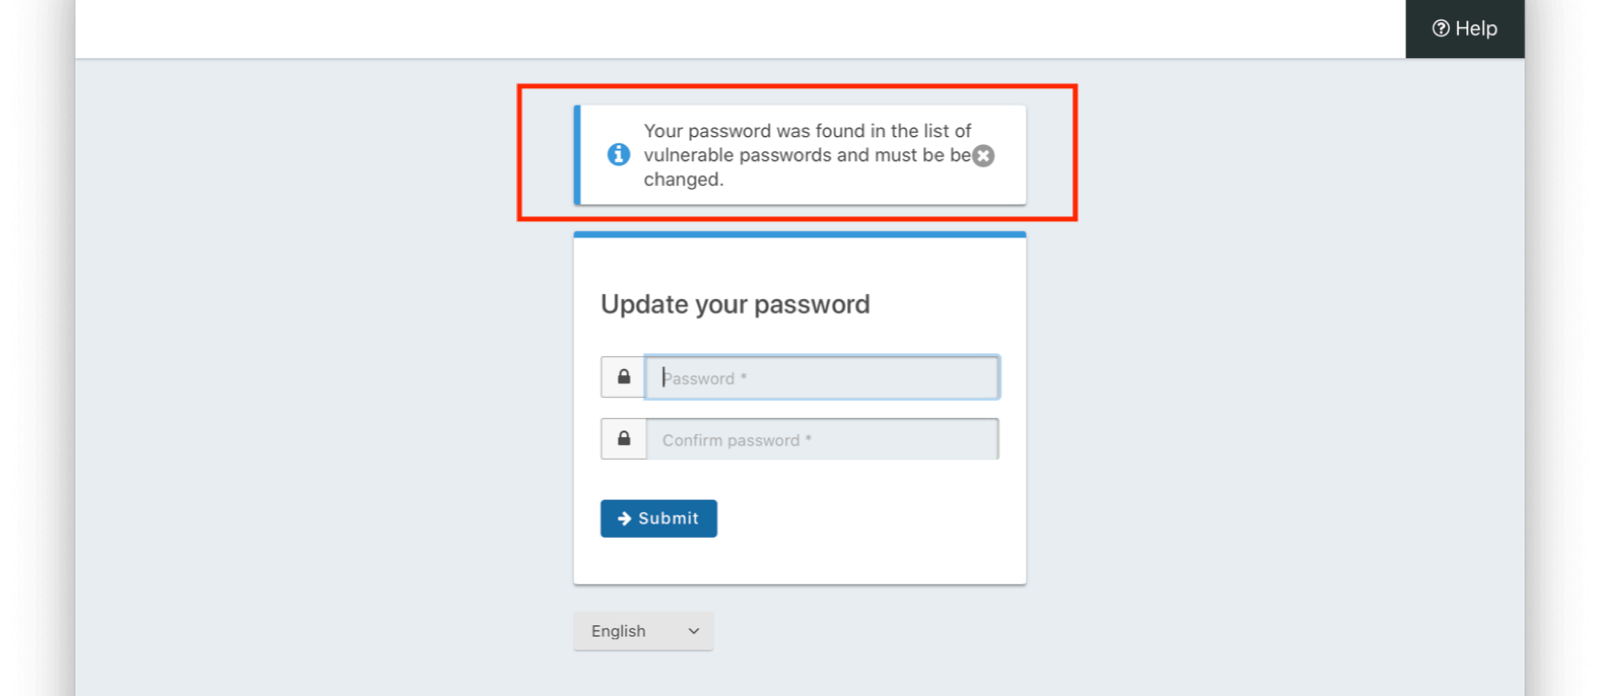 Help
Your password was found in the list of
vulnerable passwords and must be be
changed.
Update your password
Password *
Confirm password *
Submit
English